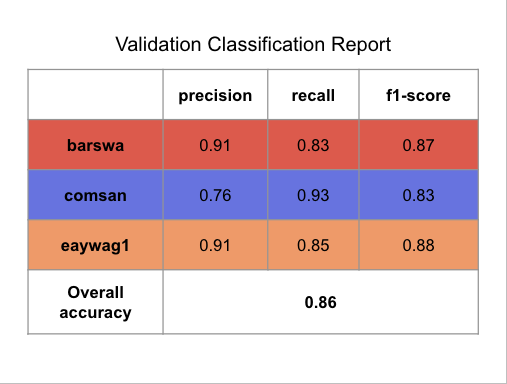 Validation Classification Report
precision recall f1-score
barswa 0.91 0.83 0.87
comsan 0.76 0.93 0.83
eaywag1 0.91 0.85 0.88
Overall
accuracy 0.86